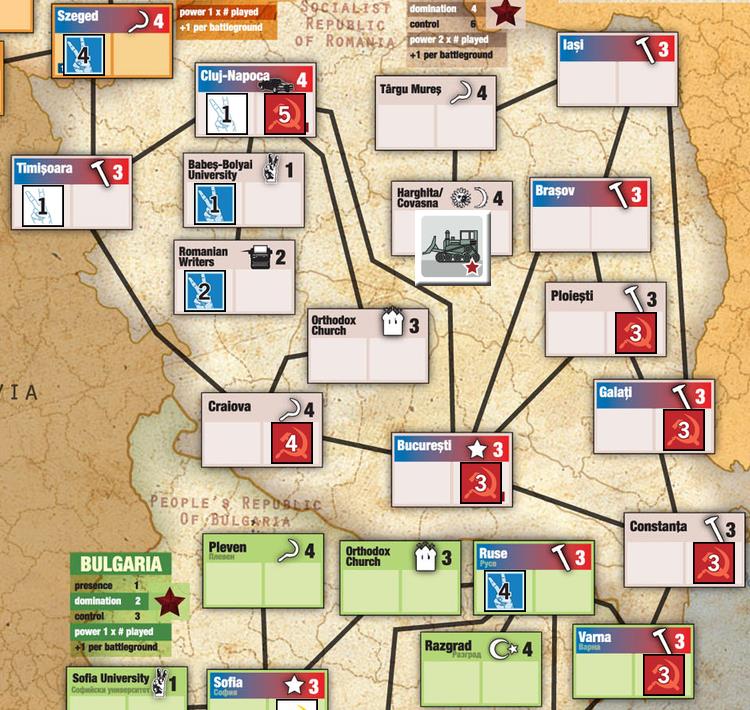 Szeged 4
4
power 1 x # played
+1 per battleground
SOCIALIST
REPUBLIC
OF ROMANIA
domination 4
control 6
power 2 x # played
+1 per battleground
Iași 3
Cluj-Napoca 4
1 5
Târgu Mureș 4
Timișoara 3
1
Babeș-Bolyai
University 1
1
Harghita/
Covasna 4
Brașov 3
Romanian
Writers 2
2
Ploiești 3
3
Orthodox
Church 3
Galați 3
3
Craiova 4
4
București 3
3
VIA
PEOPLE'S REPUBLIC
OF BULGARIA
Constanța 3
3
BULGARIA
presence 1
domination 2
control 3
power 1 x # played
+1 per battleground
Pleven 4
Плевен
Orthodox
Church 3
Ruse 3
Русе
4
Razgrad 4
Разград
Varna 3
Варна
3
Sofia University 1
Софийски университет
Sofia 3
София